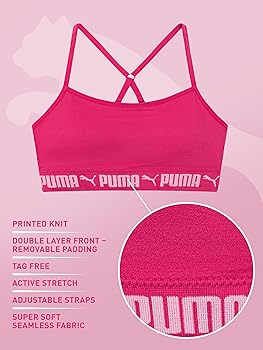 PUMA PUMA PUMA
PRINTED KNIT
DOUBLE LAYER FRONT –
REMOVABLE PADDING
TAG FREE
ACTIVE STRETCH
ADJUSTABLE STRAPS
SUPER SOFT
SEAMLESS FABRIC
PUMA